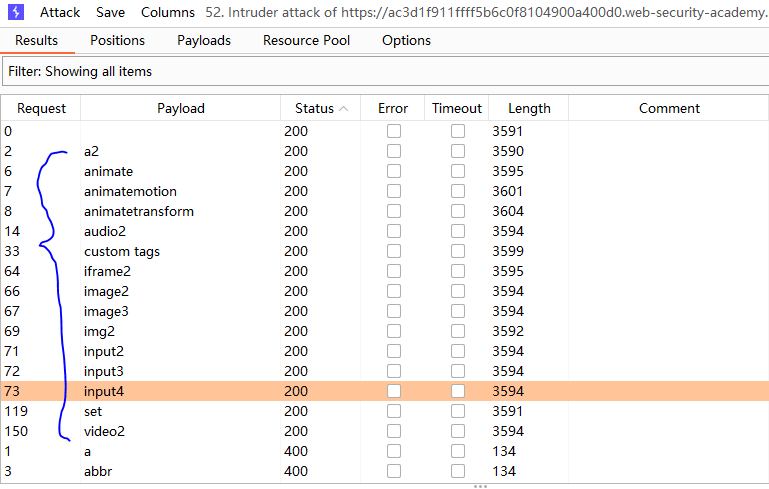 Attack Save Columns 52. Intruder attack of https://ac3d1f911ffff5b6c0f8104900a400d0.web-security-academy.
Results Positions Payloads Resource Pool Options
Filter: Showing all items
Request Payload Status Error Timeout Length Comment
0 200 3591
2 a2 200 3590
6 animate 200 3595
7 animatemotion 200 3601
8 animatetransform 200 3604
14 audio2 200 3594
33 custom tags 200 3599
64 iframe2 200 3595
66 image2 200 3594
67 image3 200 3594
69 img2 200 3592
71 input2 200 3594
72 input3 200 3594
73 input4 200 3594
119 set 200 3591
150 video2 200 3594
1 a 400 134
3 abbr 400 134